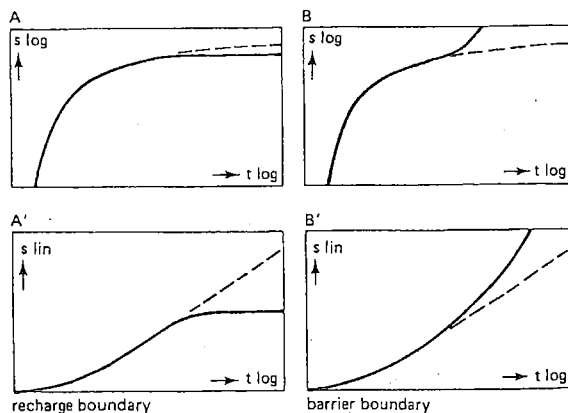 A
s log
t log
B
s log
t log
A'
s lin
t log
recharge boundary
B'
s lin
t log
barrier boundary